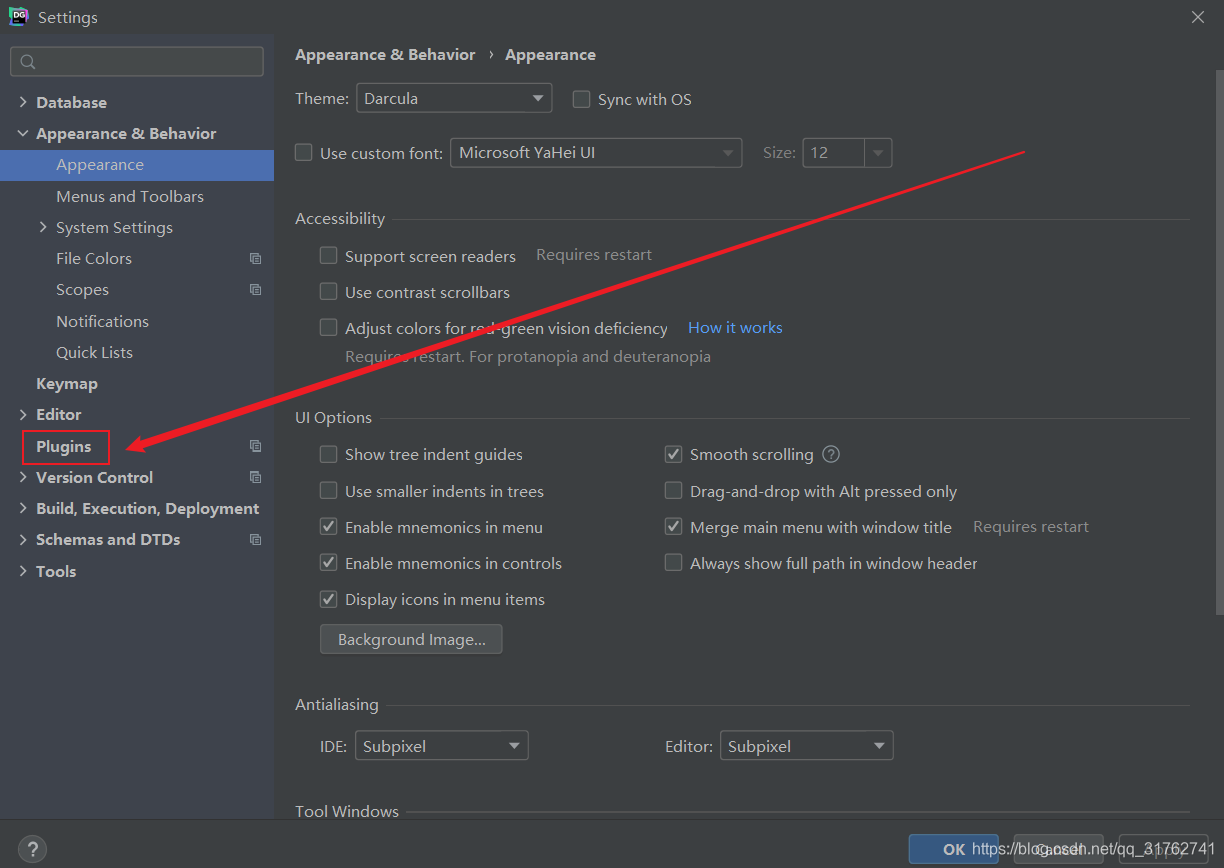 DG
Settings
Database
Appearance & Behavior
Appearance
Menus and Toolbars
System Settings
File Colors
Scopes
Notifications
Quick Lists
Keymap
Editor
Plugins
Version Control
Build, Execution, Deployment
Schemas and DTDs
Tools
Appearance & Behavior › Appearance
Theme: Darcula Sync with OS
Use custom font: Microsoft YaHei UI Size: 12
Accessibility
Support screen readers Requires restart
Use contrast scrollbars
Adjust colors for red-green vision deficiency How it works
Requires restart. For protanopia and deuteranopia
UI Options
Show tree indent guides Smooth scrolling ?
Use smaller indents in trees Drag-and-drop with Alt pressed only
Enable mnemonics in menu Merge main menu with window title Requires restart
Enable mnemonics in controls Always show full path in window header
Display icons in menu items
Background Image...
Antialiasing
IDE: Subpixel Editor: Subpixel
Tool Windows
? OK Cancel Apply
https://blog.csdn.net/qq_31762741